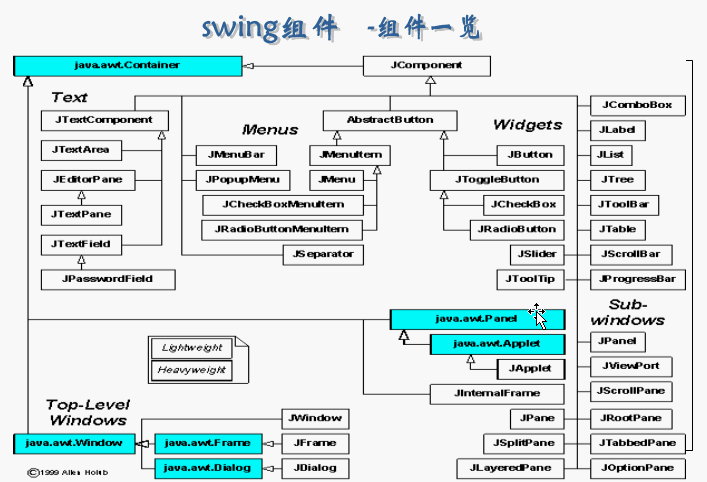 swing组件 -组件一览
java.awt.Container
JComponent
Text
JTextComponent
JTextArea
JEditorPane
JTextPane
JTextField
JPasswordField
Menus
JMenuBar
JPopupMenu
AbstractButton
JMenuItem
JMenu
JCheckBoxMenuItem
JRadioButtonMenuItem
JSeparator
Widgets
JButton
JToggleButton
JCheckBox
JRadioButton
JSlider
JToolTip
JComboBox
JLabel
JList
JTree
JToolBar
JTable
JScrollBar
JProgressBar
java.awt.Panel
java.awt.Applet
JApplet
JInternalFrame
Lightweight
Heavyweight
Sub-
windows
JPanel
JViewPort
JScrollPane
JPane
JRootPane
JSplitPane
JTabbedPane
JLayeredPane
JOptionPane
Top-Level
Windows
java.awt.Window
JWindow
java.awt.Frame
JFrame
java.awt.Dialog
JDialog
©1999 Allen Holub